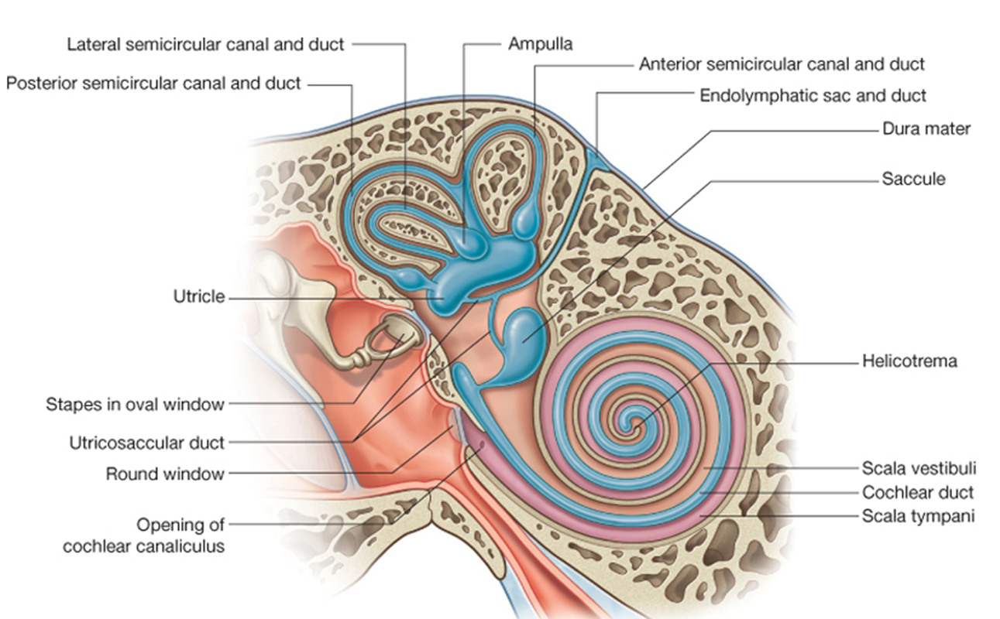 Lateral semicircular canal and duct
Ampulla
Anterior semicircular canal and duct
Posterior semicircular canal and duct
Endolymphatic sac and duct
Dura mater
Saccule
Utricle
Helicotrema
Stapes in oval window
Utricosaccular duct
Round window
Scala vestibuli
Cochlear duct
Scala tympani
Opening of
cochlear canaliculus